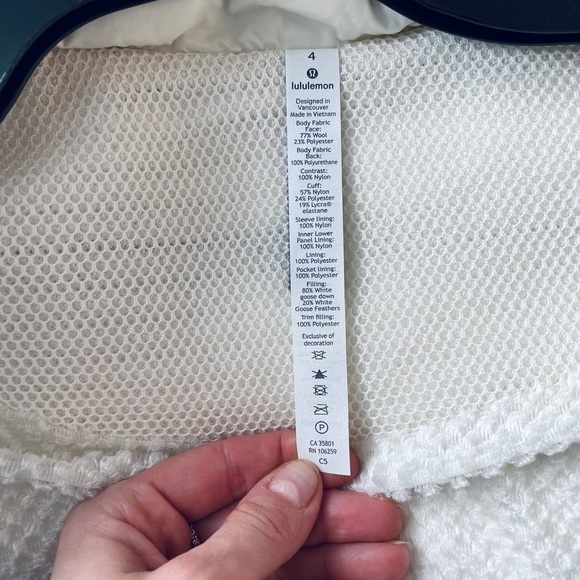 4
lululemon
Designed in
Vancouver
Made in Vietnam
Body Fabric
Face:
77% Wool
23% Polyester
Body Fabric
Back:
100% Polyurethane
Contrast:
100% Nylon
Cuff:
57% Nylon
24% Polyester
19% Lycra®
elastane
Sleeve lining:
100% Nylon
Inner Lower
Panel Lining:
100% Nylon
Lining:
100% Polyester
Pocket lining:
100% Polyester
Filling:
80% White
goose down
20% White
Goose Feathers
Trim filling:
100% Polyester
Exclusive of
decoration
P
CA 35801
RN 106259
C5